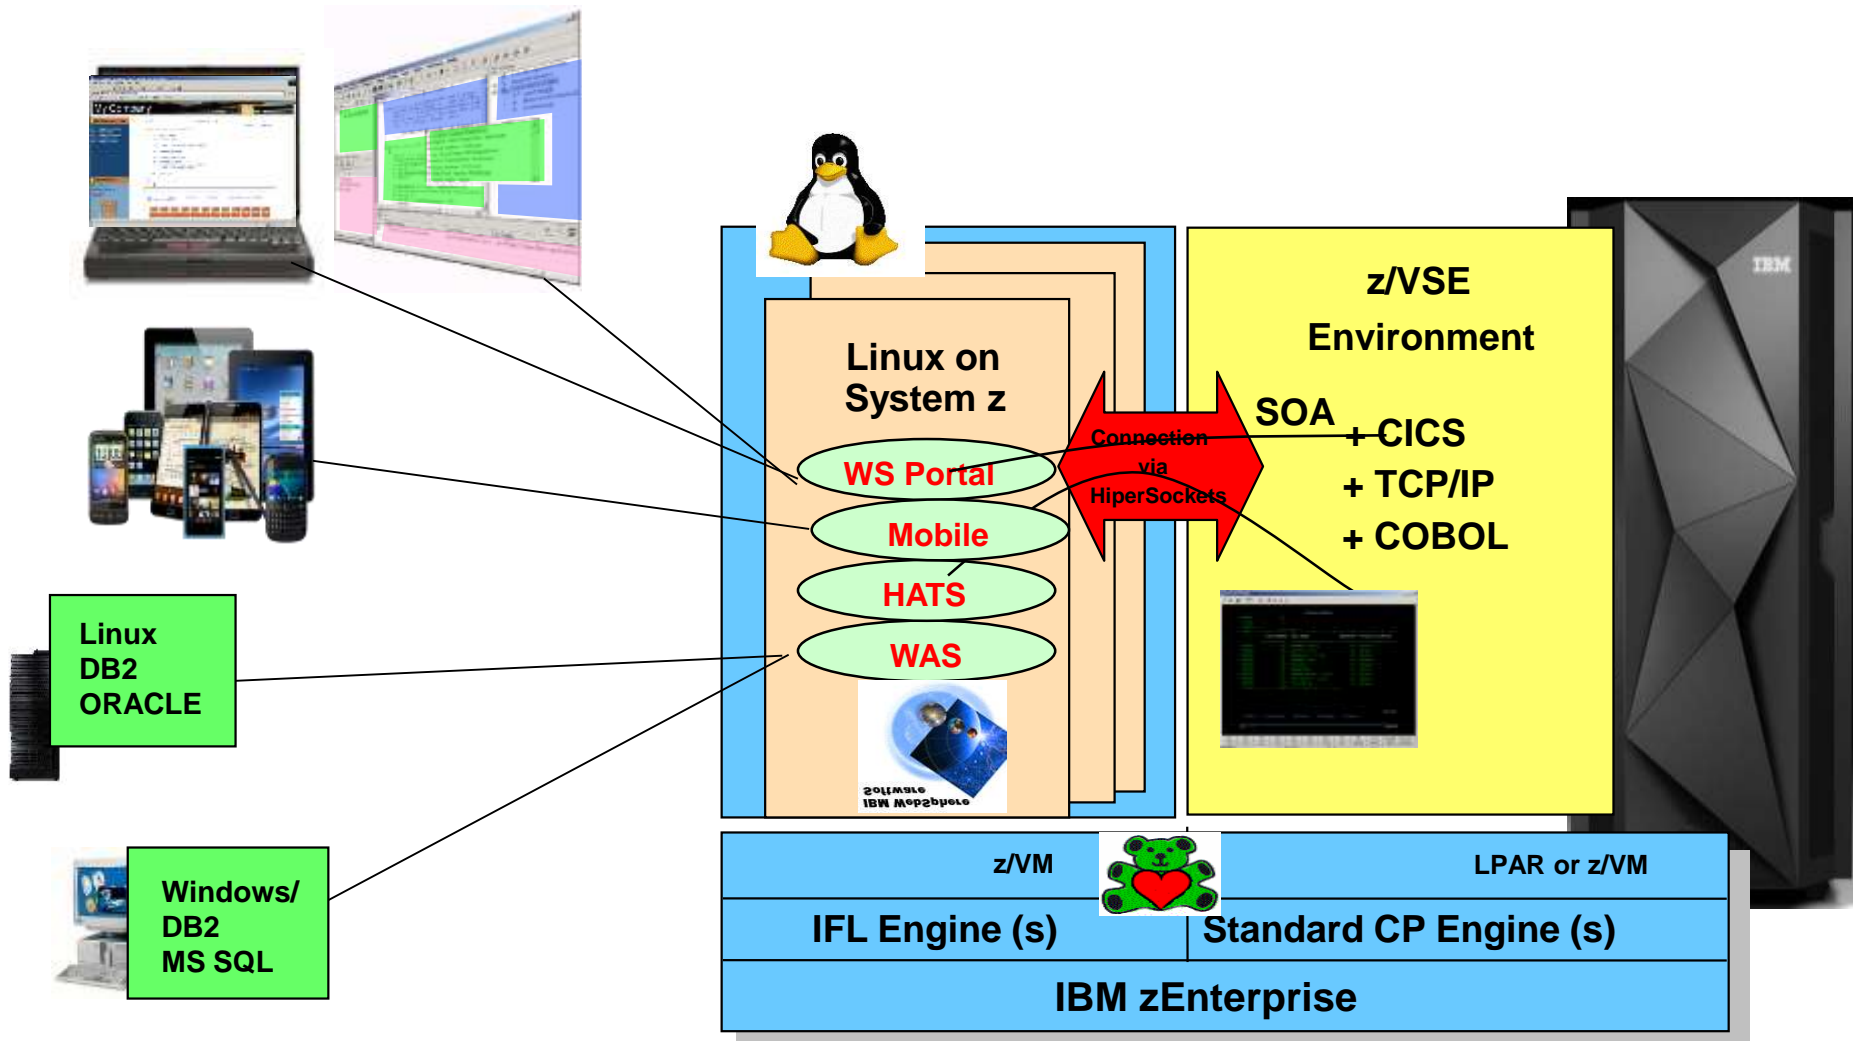 My Company
IBM
z/VSE
Environment
Linux on
System z
SOA
+ CICS
+ TCP/IP
+ COBOL
Connection
via
HiperSockets
WS Portal
Mobile
HATS
WAS
Software
IBM WebSphere
Linux
DB2
ORACLE
Windows/
DB2
MS SQL
z/VM
LPAR or z/VM
IFL Engine (s)
Standard CP Engine (s)
IBM zEnterprise